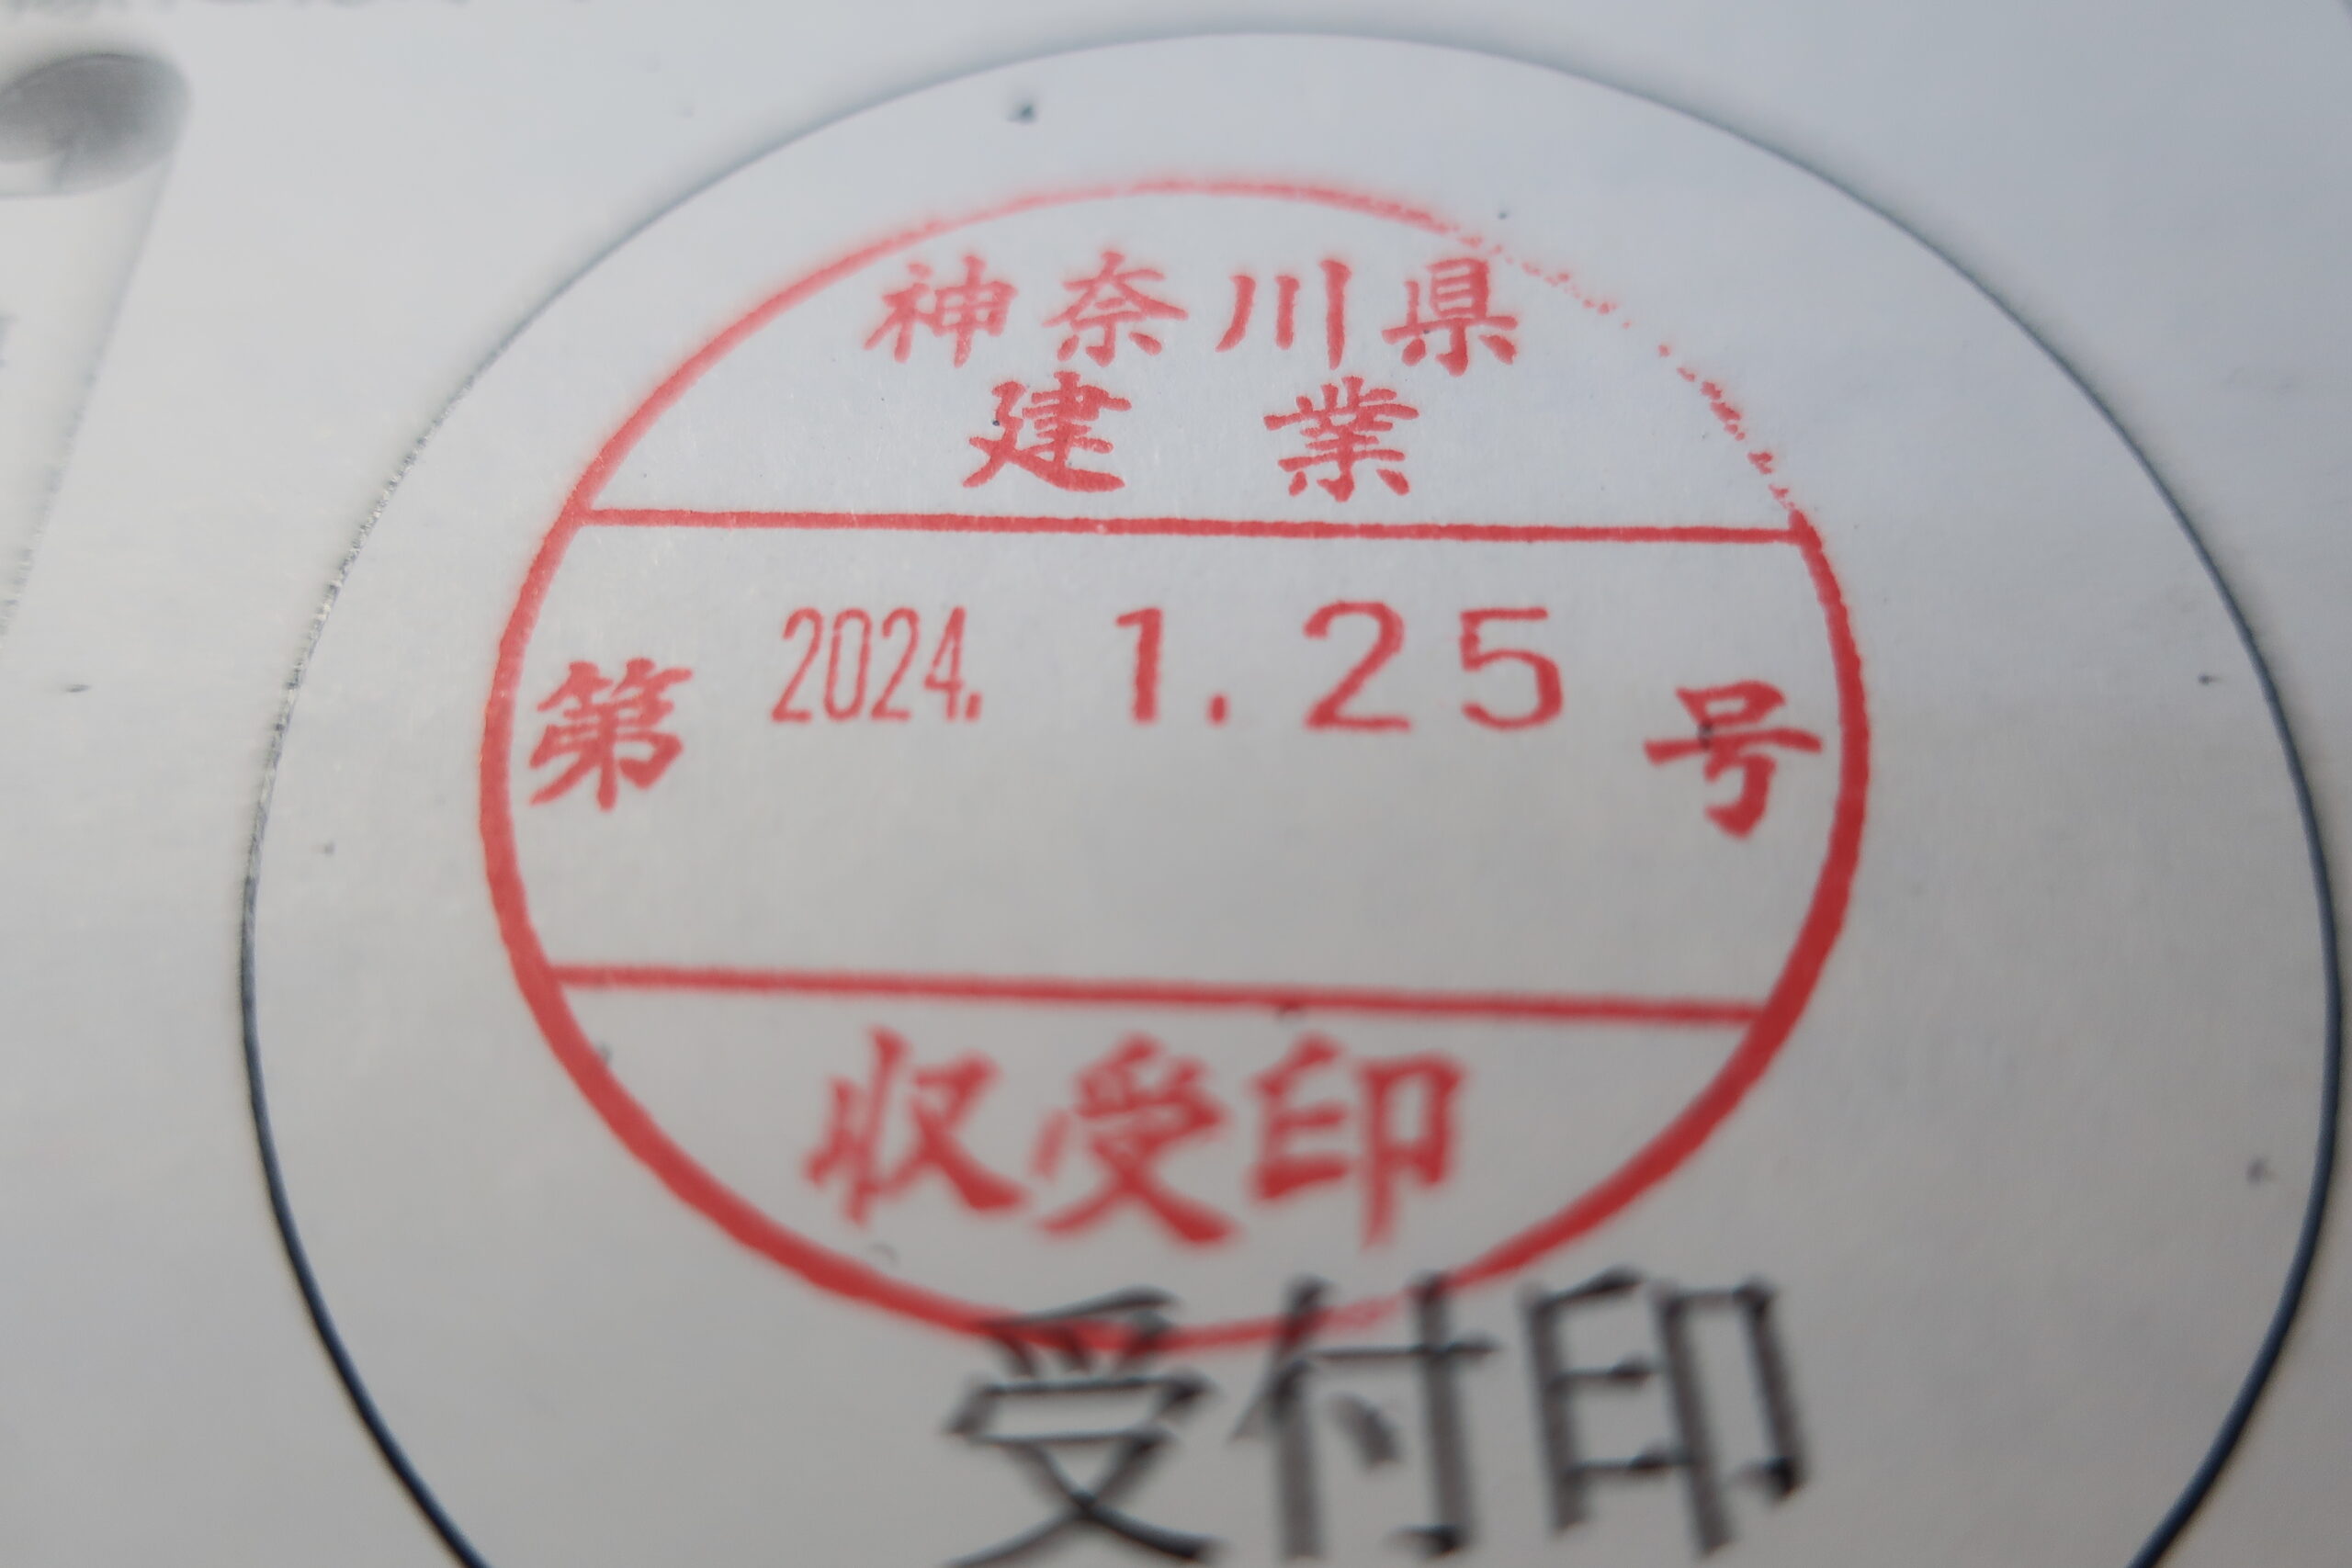 神奈川県
建業
第 2024. 1. 25 号
収受印
受付印